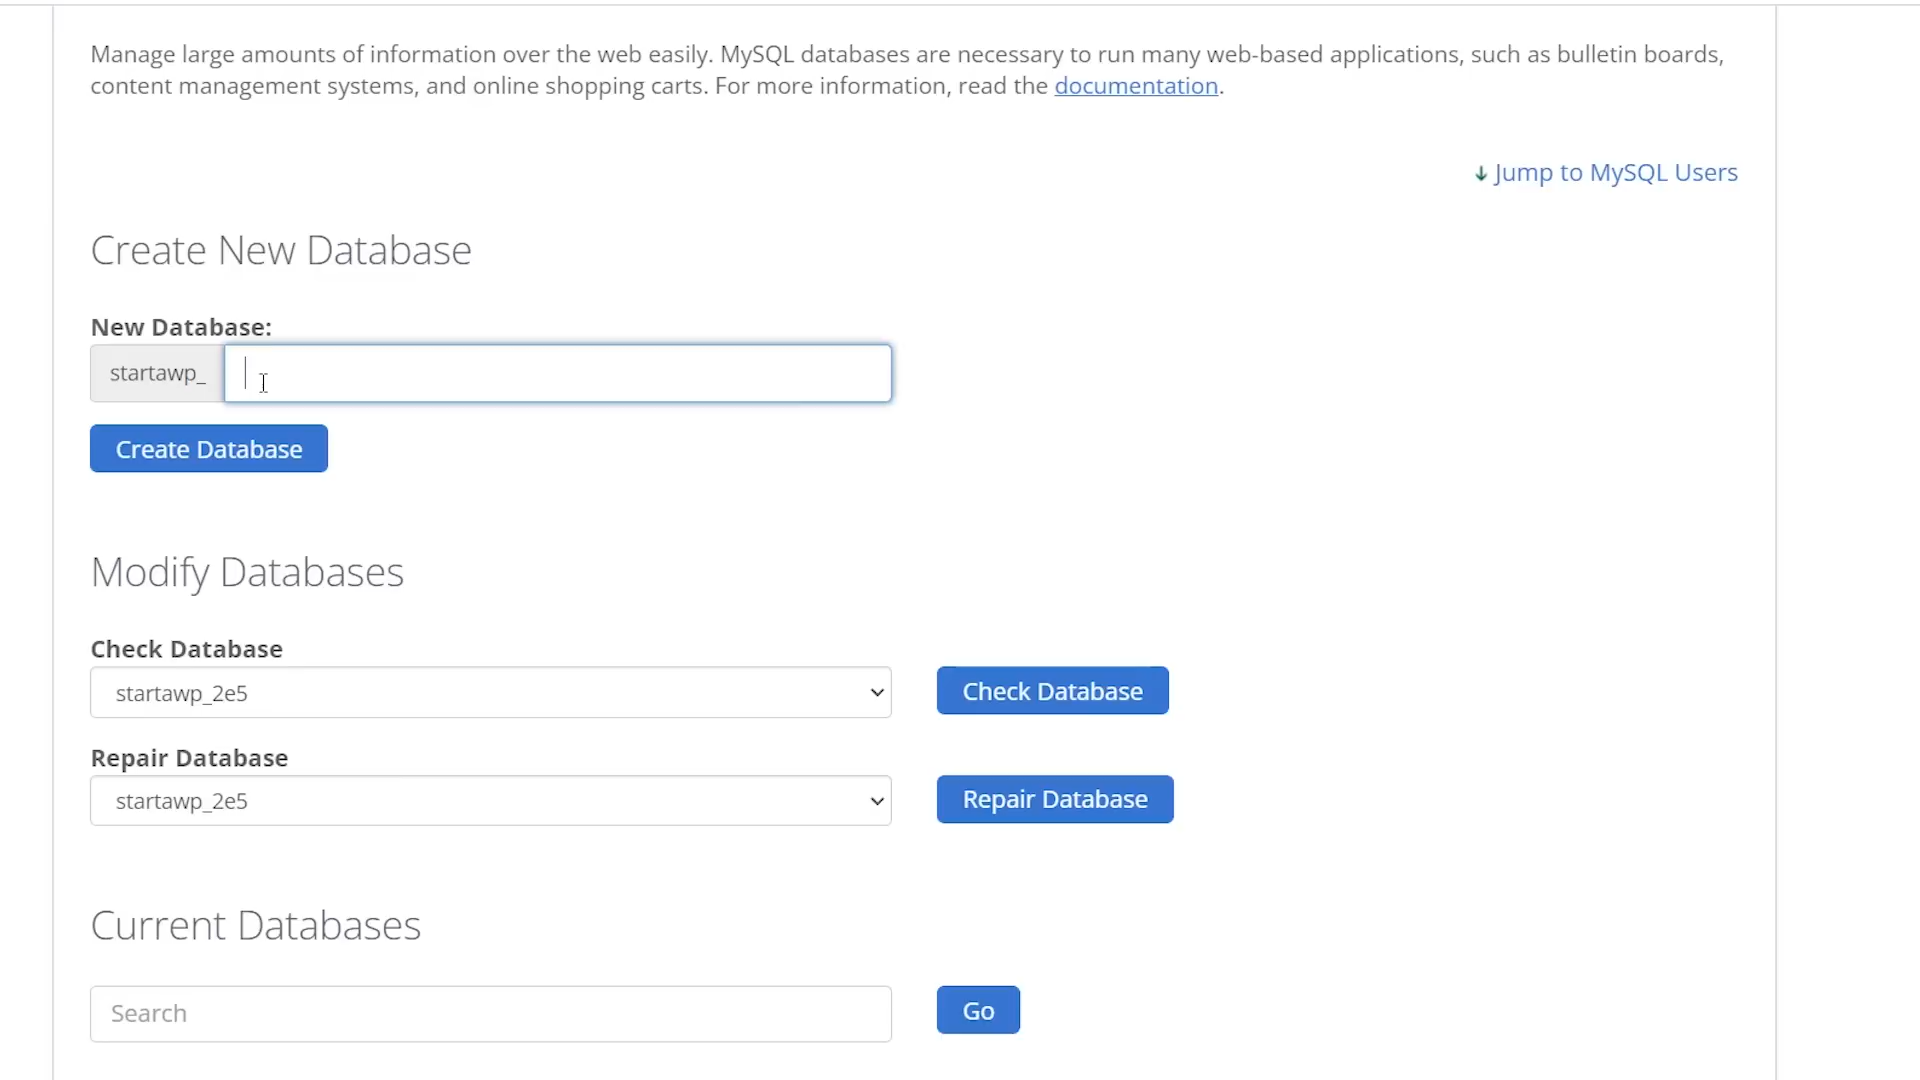 Manage large amounts of information over the web easily. MySQL databases are necessary to run many web-based applications, such as bulletin boards,
content management systems, and online shopping carts. For more information, read the documentation.
Jump to MySQL Users
Create New Database
New Database:
startawp_
Create Database
Modify Databases
Check Database
startawp_2e5
Check Database
Repair Database
startawp_2e5
Repair Database
Current Databases
Search
Go